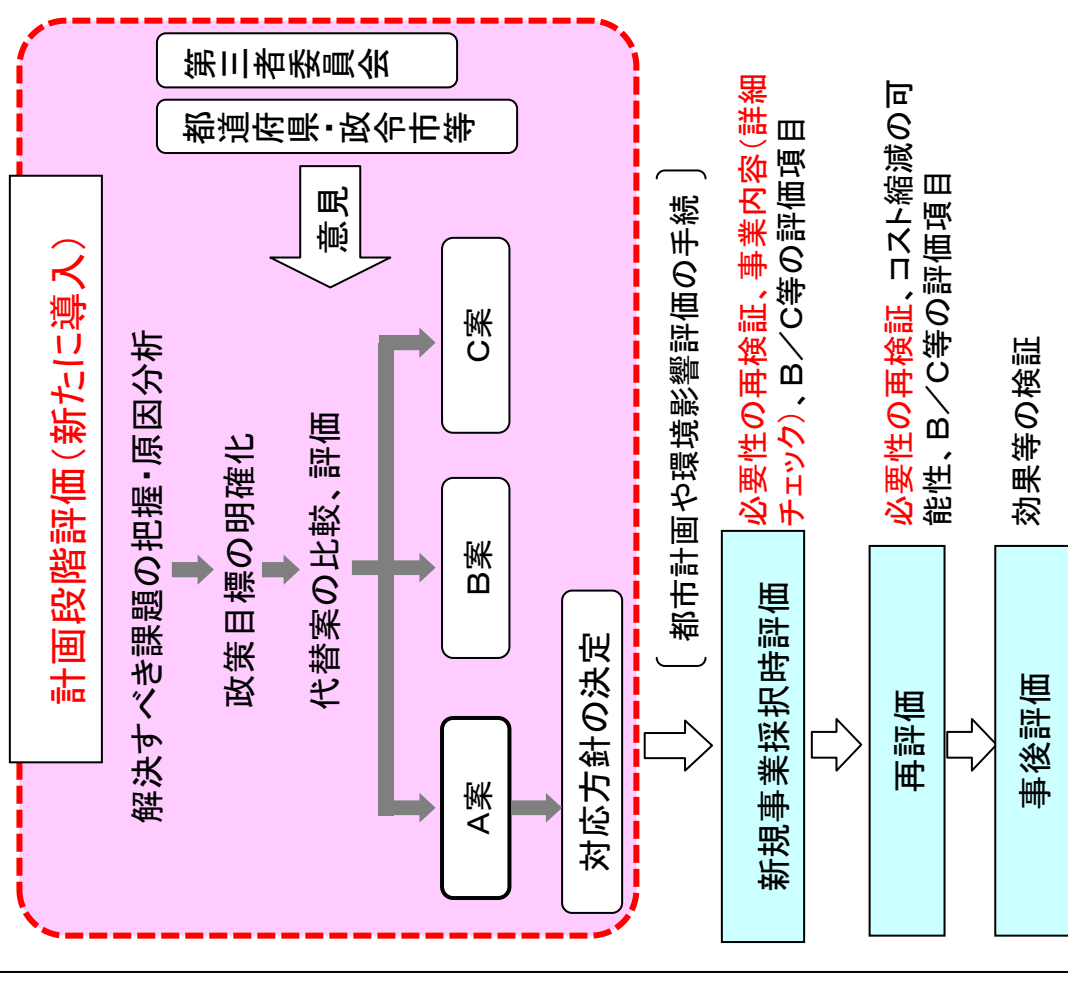 計画段階評価（新たに導入）
解決すべき課題の把握・原因分析
政策目標の明確化
代替案の比較、評価
第三者委員会
都道府県・政令市等
意見
A案
B案
C案
対応方針の決定
都市計画や環境影響評価の手続
新規事業採択時評価
必要性の再検証、事業内容（詳細
チェック）、B／C等の評価項目
再評価
必要性の再検証、コスト縮減の可
能性、B／C等の評価項目
事後評価
効果等の検証